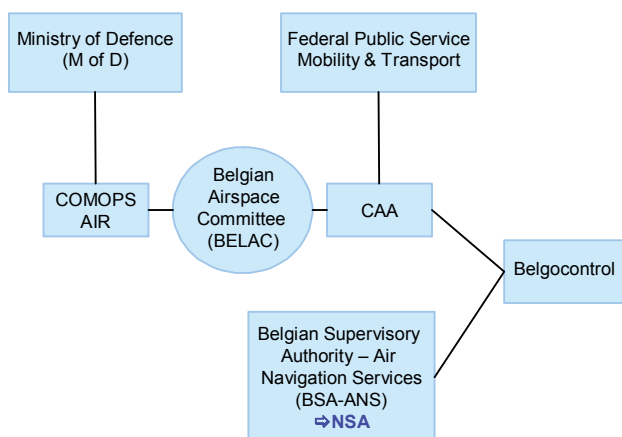 Ministry of Defence
(M of D)
Federal Public Service
Mobility & Transport
COMOPS
AIR
Belgian
Airspace
Committee
(BELAC)
CAA
Belgocontrol
Belgian Supervisory
Authority – Air
Navigation Services
(BSA-ANS)
⇨NSA